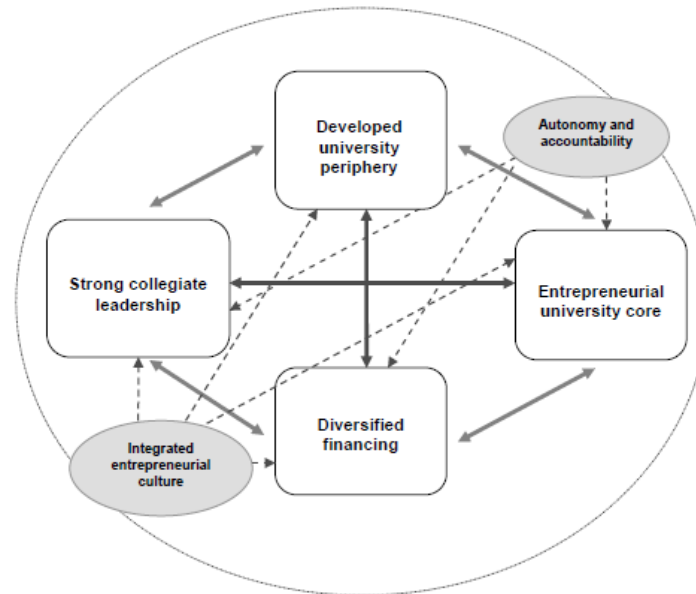 Developed
university
periphery
Autonomy and
accountability
Strong collegiate
leadership
Entrepreneurial
university core
Diversified
financing
Integrated
entrepreneurial
culture